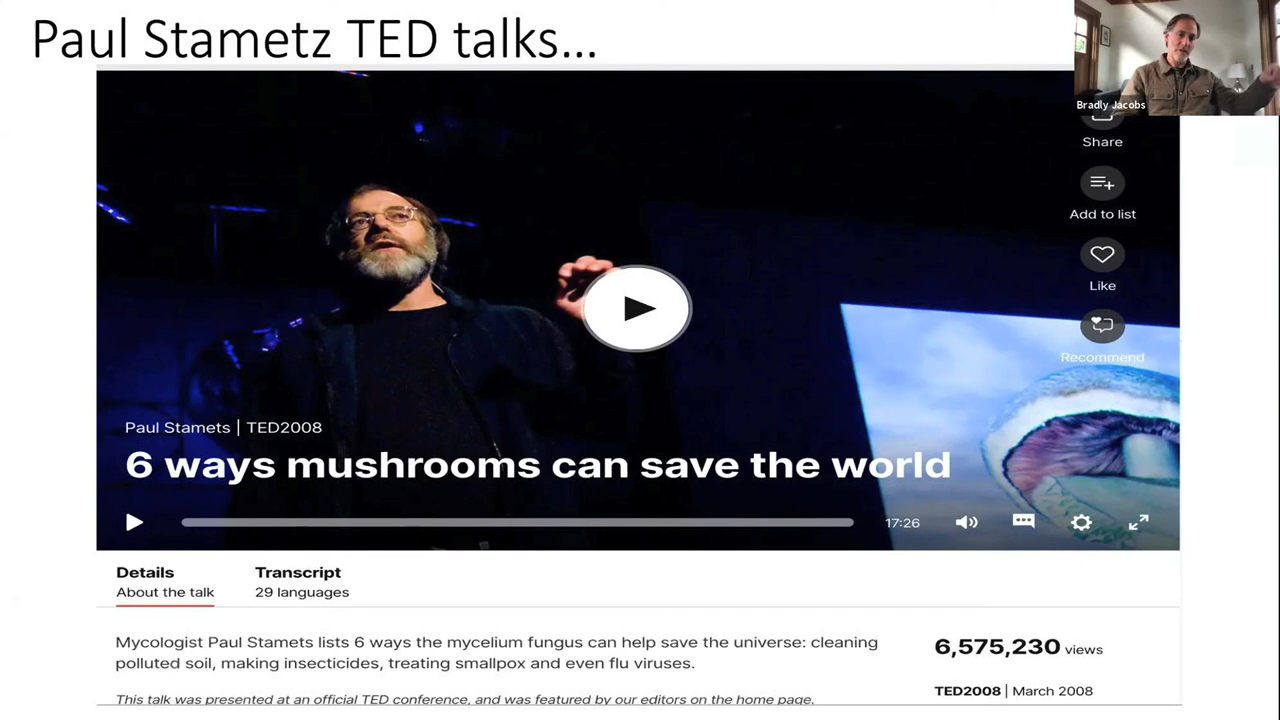 Paul Stametz TED talks...
Bradly Jacobs
Share
Add to list
Like
Recommend
Paul Stamets | TED2008
6 ways mushrooms can save the world
17:26
Details
About the talk
Transcript
29 languages
Mycologist Paul Stamets lists 6 ways the mycelium fungus can help save the universe: cleaning
polluted soil, making insecticides, treating smallpox and even flu viruses.
This talk was presented at an official TED conference, and was featured by our editors on the home page.
6,575,230 views
TED2008 | March 2008